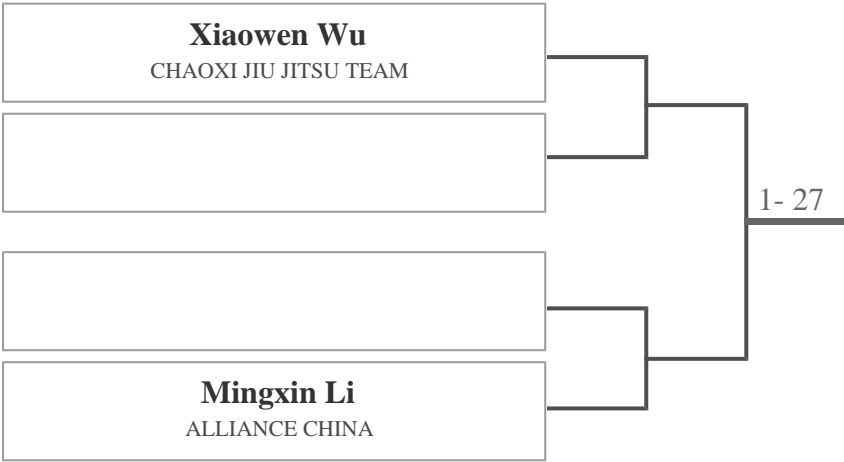 Xiaowen Wu
CHAOXI JIU JITSU TEAM
1- 27
Mingxin Li
ALLIANCE CHINA